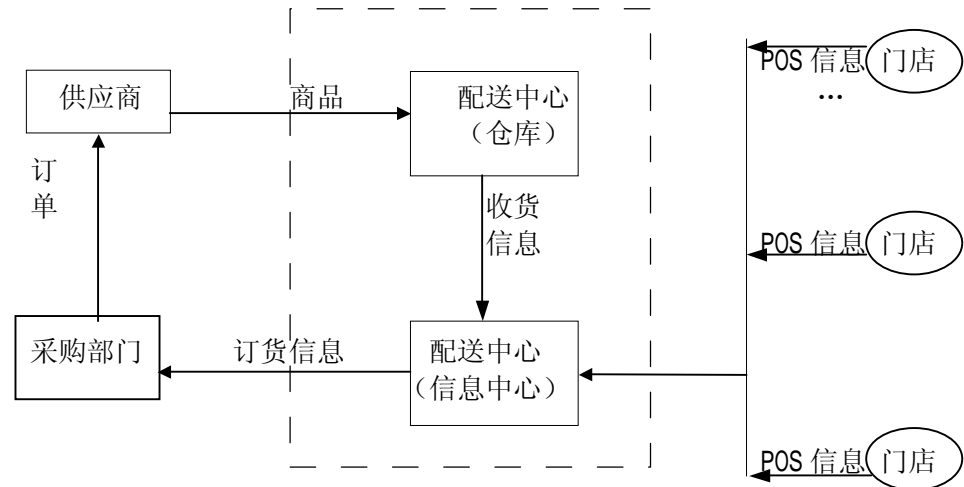 POS 信息
门店
…
供应商
商品
配送中心
（仓库）
订
单
收货
信息
POS 信息
门店
采购部门
订货信息
配送中心
（信息中心）
POS 信息
门店